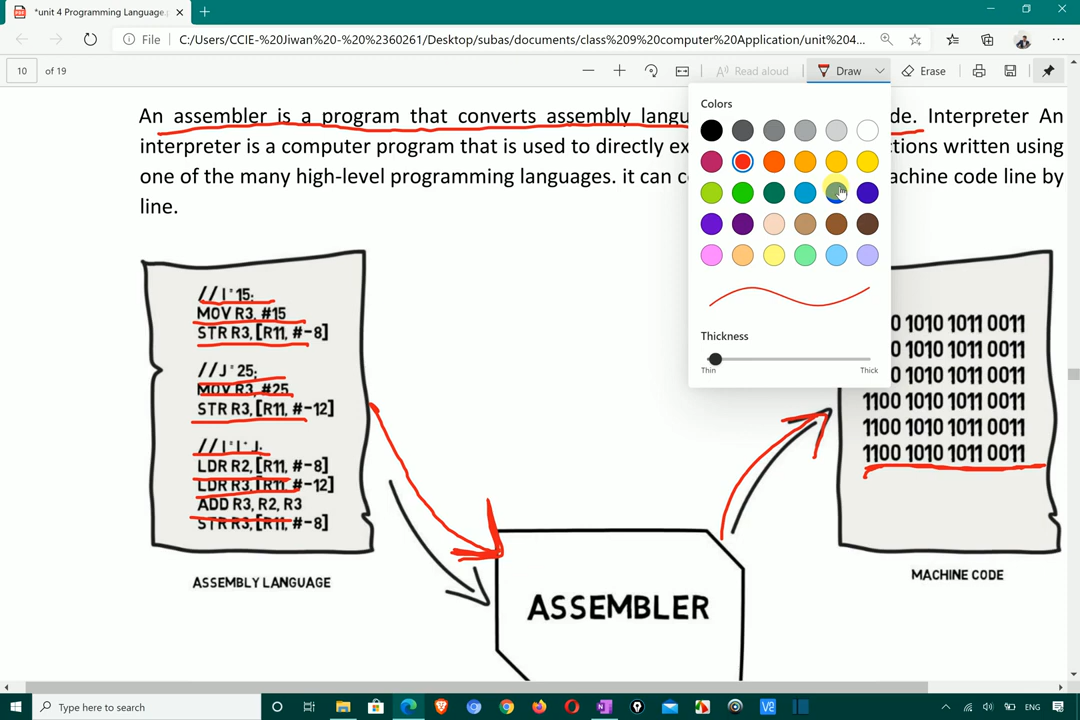 *unit 4 Programming Language.
File
C:/Users/CCIE-%20Jiwan%20-%20%2360261/Desktop/subas/documents/class%209%20computer%20Application/unit%204...
10 of 19
Read aloud
Draw
Erase
Colors
Thickness
Thin
Thick
An assembler is a program that converts assembly langu de. Interpreter An
interpreter is a computer program that is used to directly ex ctions written using
one of the many high-level programming languages. it can c achine code line by
line.
//I=15;
MOV R3, #15
STR R3, [R11, #-8]
//J=25;
MOV R3, #25
STR R3, [R11, #-12]
LDR R2, [R11, #-8]
LDR R3, [R11, #-12]
ADD R3, R2, R3
STR R3, [R11, #-8]
ASSEMBLY LANGUAGE
ASSEMBLER
0 1010 1011 0011
0 1010 1011 0011
0 1010 1011 0011
1100 1010 1011 0011
1100 1010 1011 0011
1100 1010 1011 0011
MACHINE CODE
Type here to search
ENG